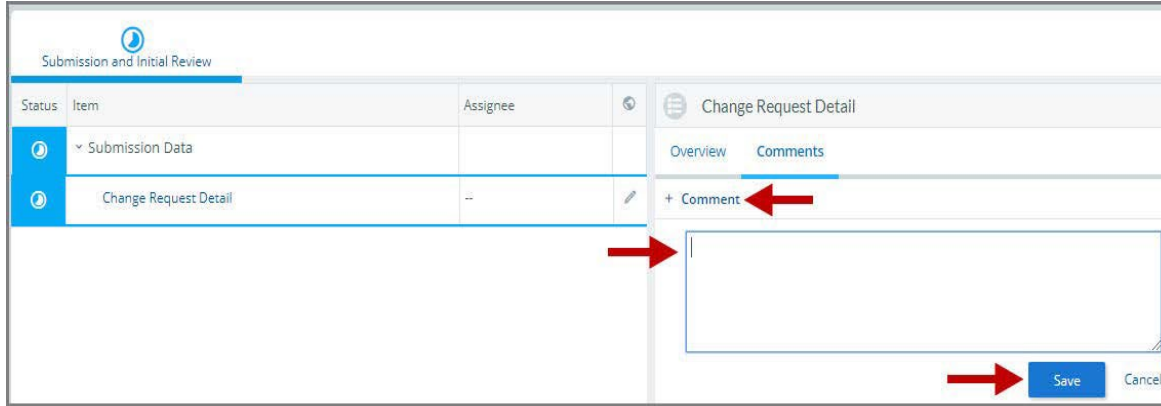 Submission and Initial Review
Status Item Assignee
Change Request Detail
Submission Data
Overview Comments
Change Request Detail --
+ Comment
Save Cancel